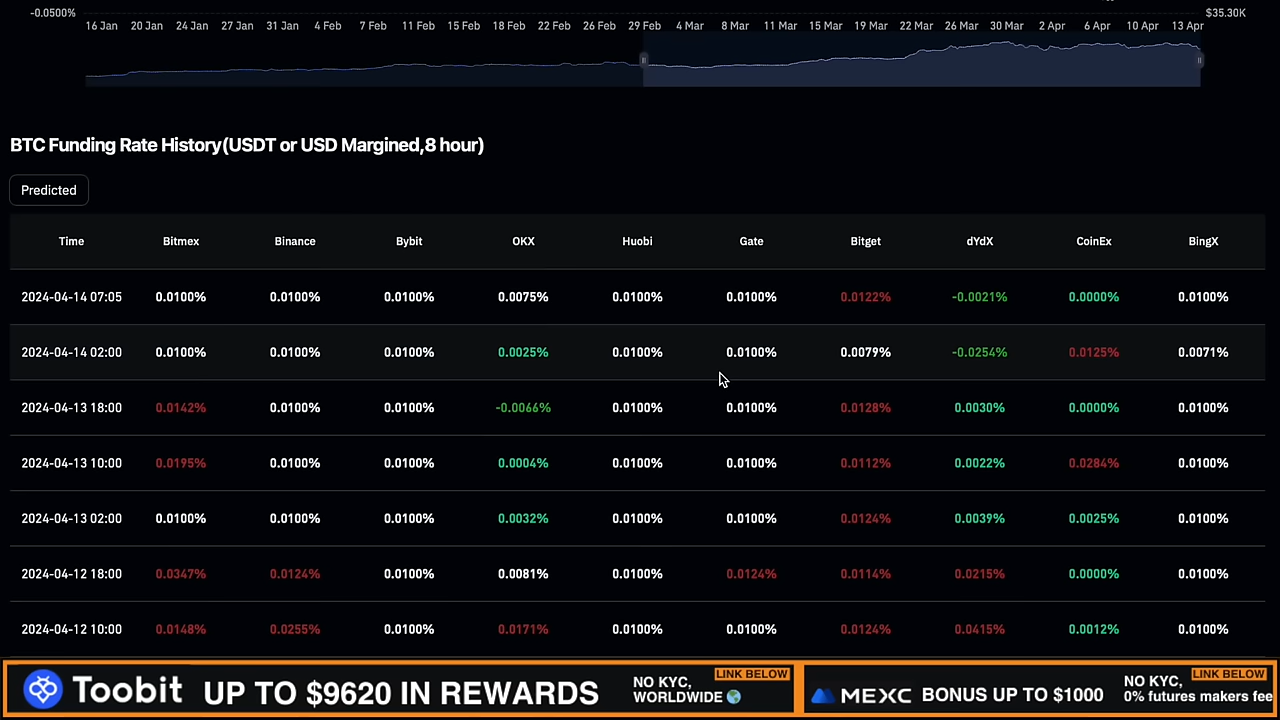 -0.0500%
$35.30K
16 Jan 20 Jan 24 Jan 27 Jan 31 Jan 4 Feb 7 Feb 11 Feb 15 Feb 18 Feb 22 Feb 26 Feb 29 Feb 4 Mar 8 Mar 11 Mar 15 Mar 18 Mar 22 Mar 26 Mar 30 Mar 2 Apr 6 Apr 10 Apr 13 Apr
BTC Funding Rate History(USDT or USD Margined,8 hour)
Predicted
Time Bitmex Binance Bybit OKX Huobi Gate Bitget dYdX CoinEx BingX
2024-04-14 07:05 0.0100% 0.0100% 0.0100% 0.0075% 0.0100% 0.0100% 0.0122% -0.0021% 0.0000% 0.0100%
2024-04-14 02:00 0.0100% 0.0100% 0.0100% 0.0025% 0.0100% 0.0100% 0.0079% -0.0254% 0.0125% 0.0071%
2024-04-13 18:00 0.0142% 0.0100% 0.0100% -0.0066% 0.0100% 0.0100% 0.0128% 0.0030% 0.0000% 0.0100%
2024-04-13 10:00 0.0195% 0.0100% 0.0100% 0.0004% 0.0100% 0.0100% 0.0112% 0.0022% 0.0284% 0.0100%
2024-04-13 02:00 0.0100% 0.0100% 0.0100% 0.0032% 0.0100% 0.0100% 0.0124% 0.0039% 0.0025% 0.0100%
2024-04-12 18:00 0.0347% 0.0124% 0.0100% 0.0081% 0.0100% 0.0124% 0.0114% 0.0215% 0.0000% 0.0100%
2024-04-12 10:00 0.0148% 0.0255% 0.0100% 0.0171% 0.0100% 0.0100% 0.0124% 0.0415% 0.0012% 0.0100%
Toobit UP TO $9620 IN REWARDS
NO KYC,
WORLDWIDE
LINK BELOW
MEXC BONUS UP TO $1000
NO KYC,
0% futures makers fee
LINK BELOW